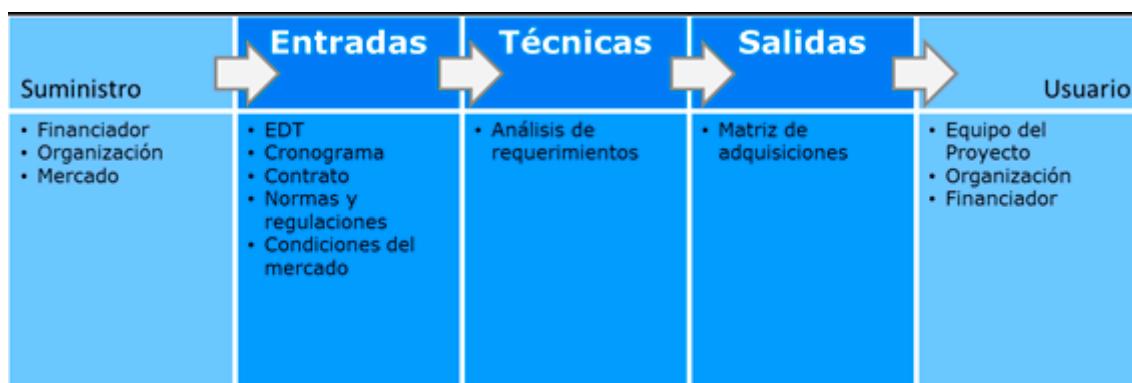 Suministro
Entradas
Técnicas
Salidas
Usuario
• Financiador
• Organización
• Mercado
• EDT
• Cronograma
• Contrato
• Normas y
regulaciones
• Condiciones del
mercado
• Análisis de
requerimientos
• Matriz de
adquisiciones
• Equipo del
Proyecto
• Organización
• Financiador